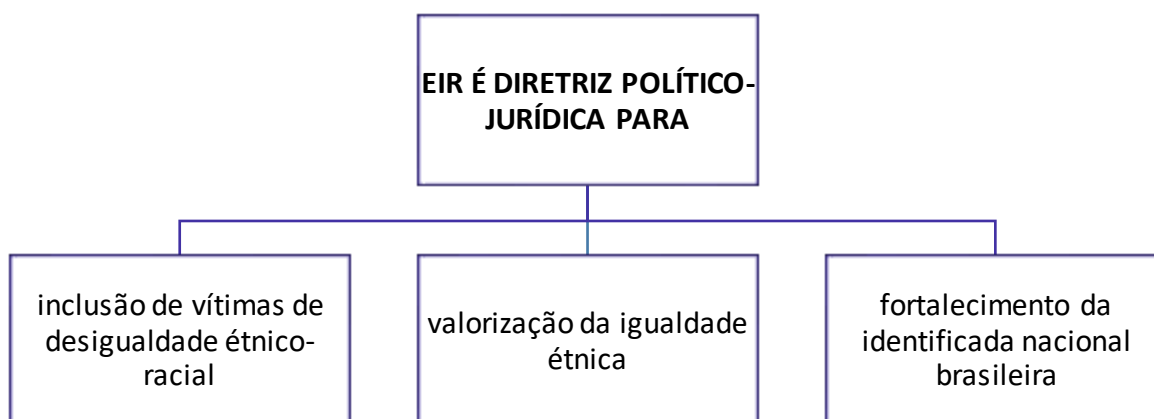 EIR É DIRETRIZ POLÍTICO-
JURÍDICA PARA
inclusão de vítimas de
desigualdade étnico-
racial
valorização da igualdade
étnica
fortalecimento da
identificada nacional
brasileira